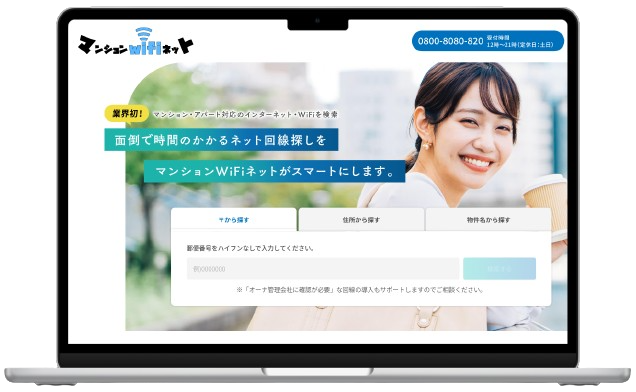 マンションwifiネット
0800-8080-820
受付時間
12時〜21時(定休日:土日)
業界初!
マンション・アパート対応のインターネット・WiFiを検索
面倒で時間のかかるネット回線探しを
マンションWiFiネットがスマートにします。
〒から探す
住所から探す
物件名から探す
郵便番号をハイフンなしで入力してください。
例)0000000
※「オーナ管理会社に確認が必要」な回線の導入もサポートしますのでご相談ください。